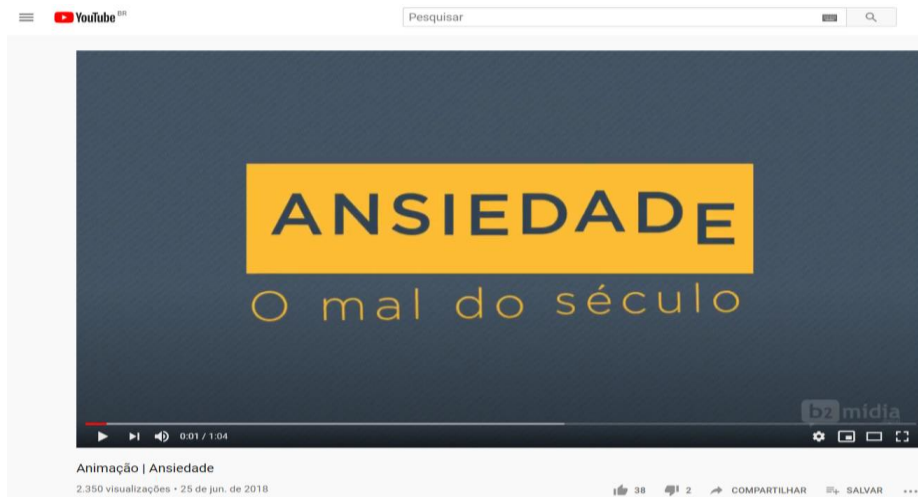 YouTube BR
Pesquisar
ANSIEDADE
O mal do século
b2 mídia
0:01 / 1:04
Animação | Ansiedade
2.350 visualizações • 25 de jun. de 2018
38 2 COMPARTILHAR SALVAR